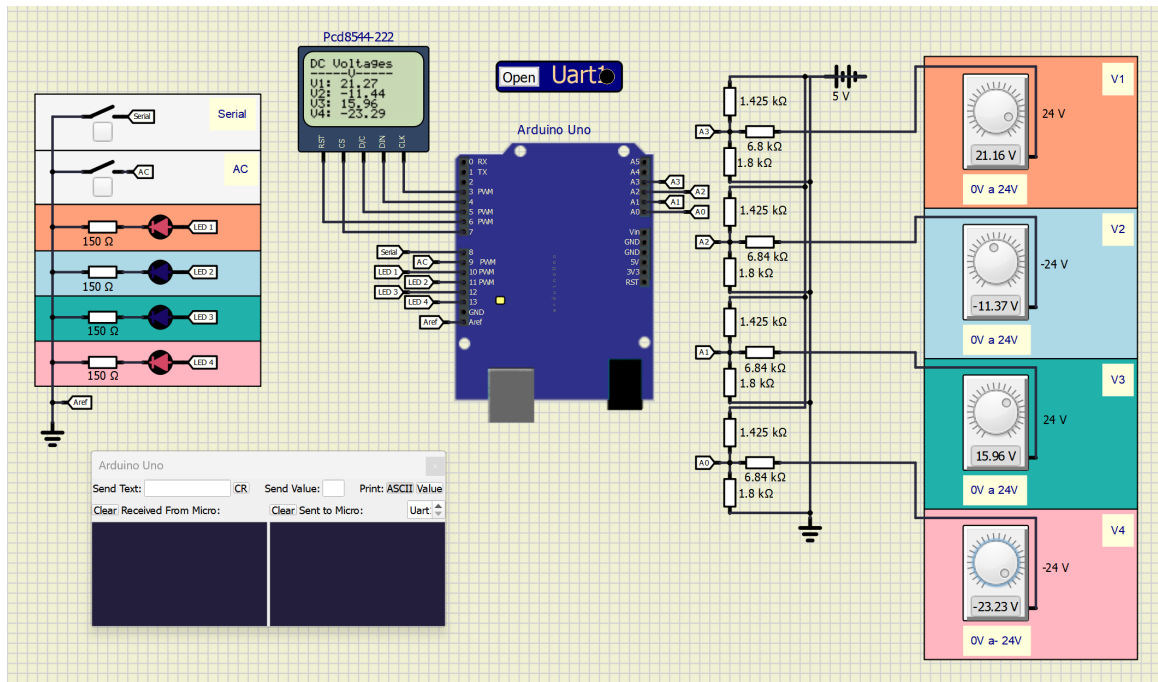 Pcd8544-222
DC Voltages
-----V-----
V1: 21.27
V2: -11.44
V3: 15.96
V4: -23.29
RST
CS
D/C
DIN
CLK
Open
Serial
Serial
AC
AC
LED 1
150 Ω
LED 2
150 Ω
LED 3
150 Ω
LED 4
150 Ω
Aref
Arduino Uno
0 RX
1 TX
2
3 PWM
4
5 PWM
6 PWM
7
8
9 PWM
10 PWM
11 PWM
12
13
GND
Aref
A5
A4
A3
A2
A1
A0
Vin
GND
GND
5V
3V3
RST
Serial
AC
LED 1
LED 2
LED 3
LED 4
Aref
A3
A2
A1
A0
5 V
1.425 kΩ
A3
6.8 kΩ
1.8 kΩ
1.425 kΩ
A2
6.84 kΩ
1.8 kΩ
1.425 kΩ
A1
6.84 kΩ
1.8 kΩ
1.425 kΩ
A0
6.84 kΩ
1.8 kΩ
V1
24 V
21.16 V
0V a 24V
V2
-24 V
-11.37 V
0V a 24V
V3
24 V
15.96 V
0V a 24V
V4
-24 V
-23.23 V
0V a- 24V
Arduino Uno
Send Text: CR Send Value: Print: ASCII Value
Clear Received From Micro: Clear Sent to Micro: Uart